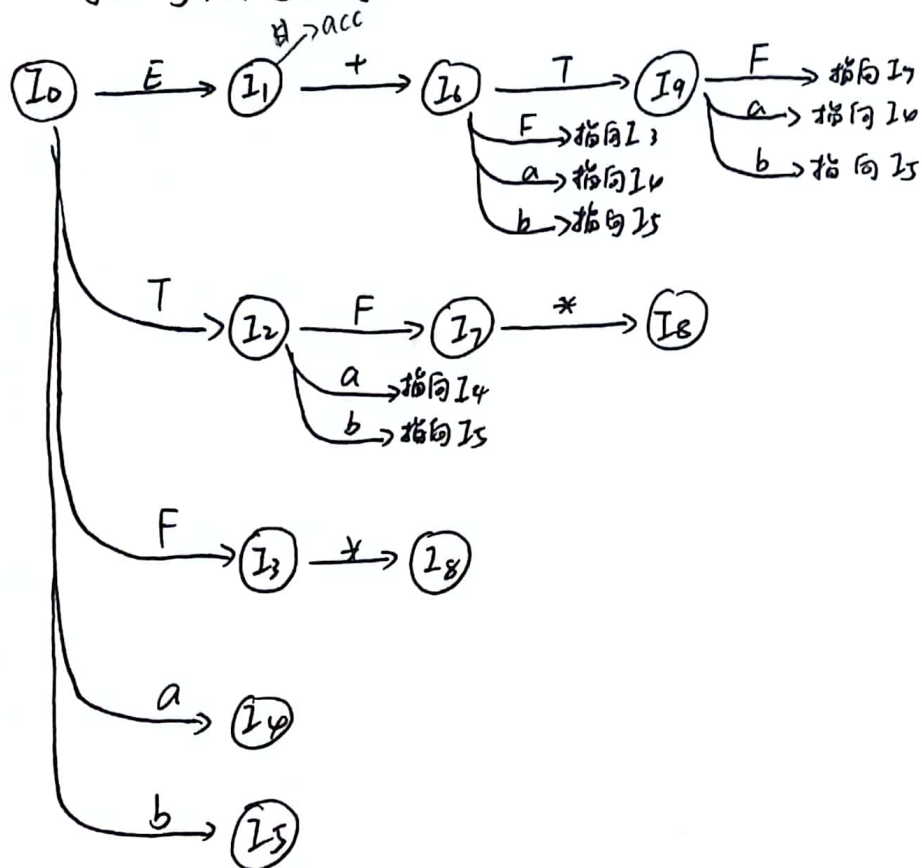 # → acc
I0 E I1 + I6 T I9 F 指向I7
a 指向I4
b 指向I5
F 指向I3
a 指向I4
b 指向I5
T I2 F I7 * I8
a 指向I4
b 指向I5
F I3 * I8
a I4
b I5